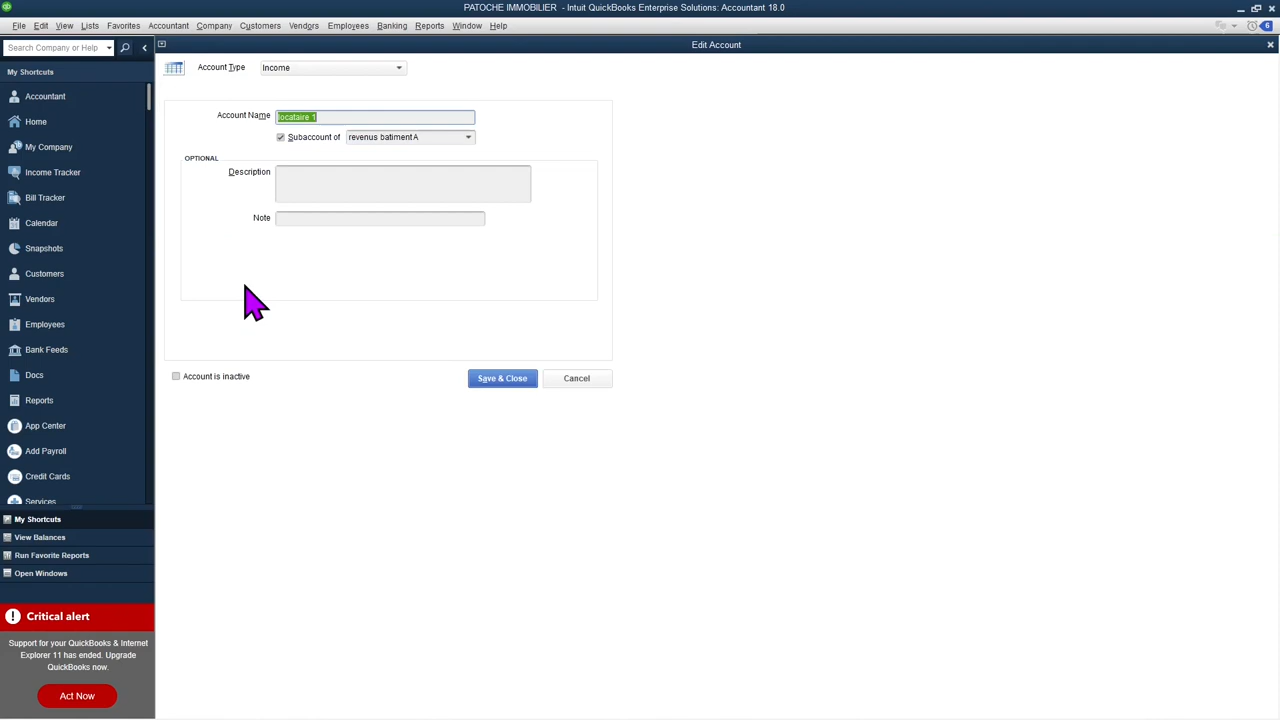 PATOCHE IMMOBILIER - Intuit QuickBooks Enterprise Solutions: Accountant 18.0
File Edit View Lists Favorites Accountant Company Customers Vendors Employees Banking Reports Window Help
6
Search Company or Help
Edit Account
My Shortcuts
Accountant
Home
My Company
Income Tracker
Bill Tracker
Calendar
Snapshots
Customers
Vendors
Employees
Bank Feeds
Docs
Reports
App Center
Add Payroll
Credit Cards
Services
My Shortcuts
View Balances
Run Favorite Reports
Open Windows
Critical alert
Support for your QuickBooks & Internet
Explorer 11 has ended. Upgrade
QuickBooks now.
Act Now
Account Type Income
Account Name locataire 1
Subaccount of revenus batiment A
OPTIONAL
Description
Note
Account is inactive
Save & Close Cancel